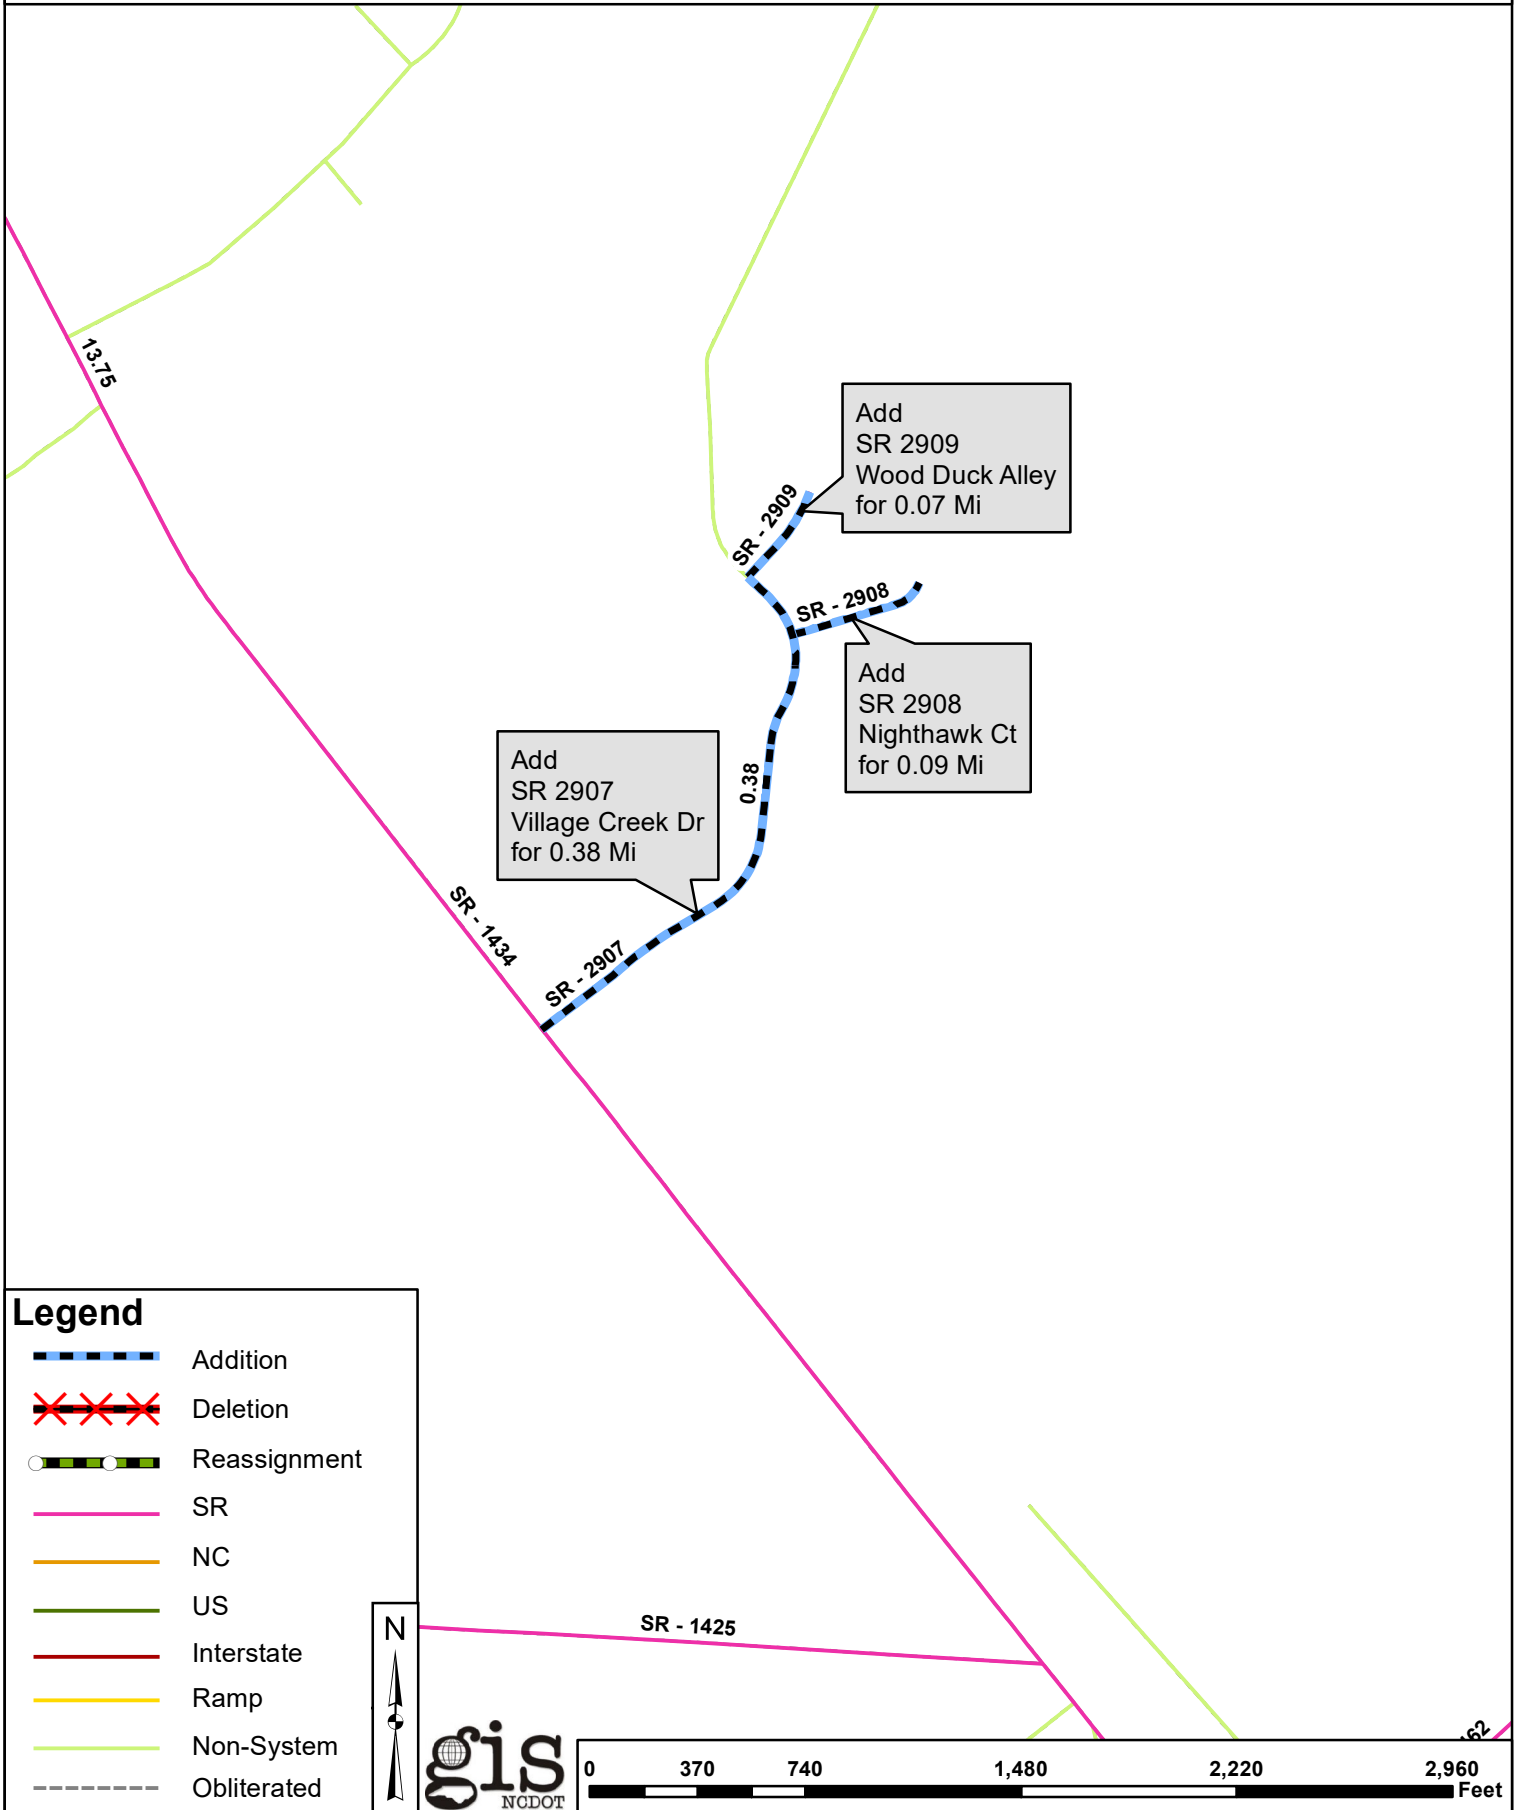 13.75
Add
SR 2909
Wood Duck Alley
for 0.07 Mi
SR - 2909
SR - 2908
Add
SR 2908
Nighthawk Ct
for 0.09 Mi
Add
SR 2907
Village Creek Dr
for 0.38 Mi
0.38
SR - 1434
SR - 2907
Legend
Addition
Deletion
Reassignment
SR
NC
US
Interstate
Ramp
Non-System
Obliterated
N
SR - 1425
gis
NCDOT
0 370 740 1,480 2,220 2,960
Feet